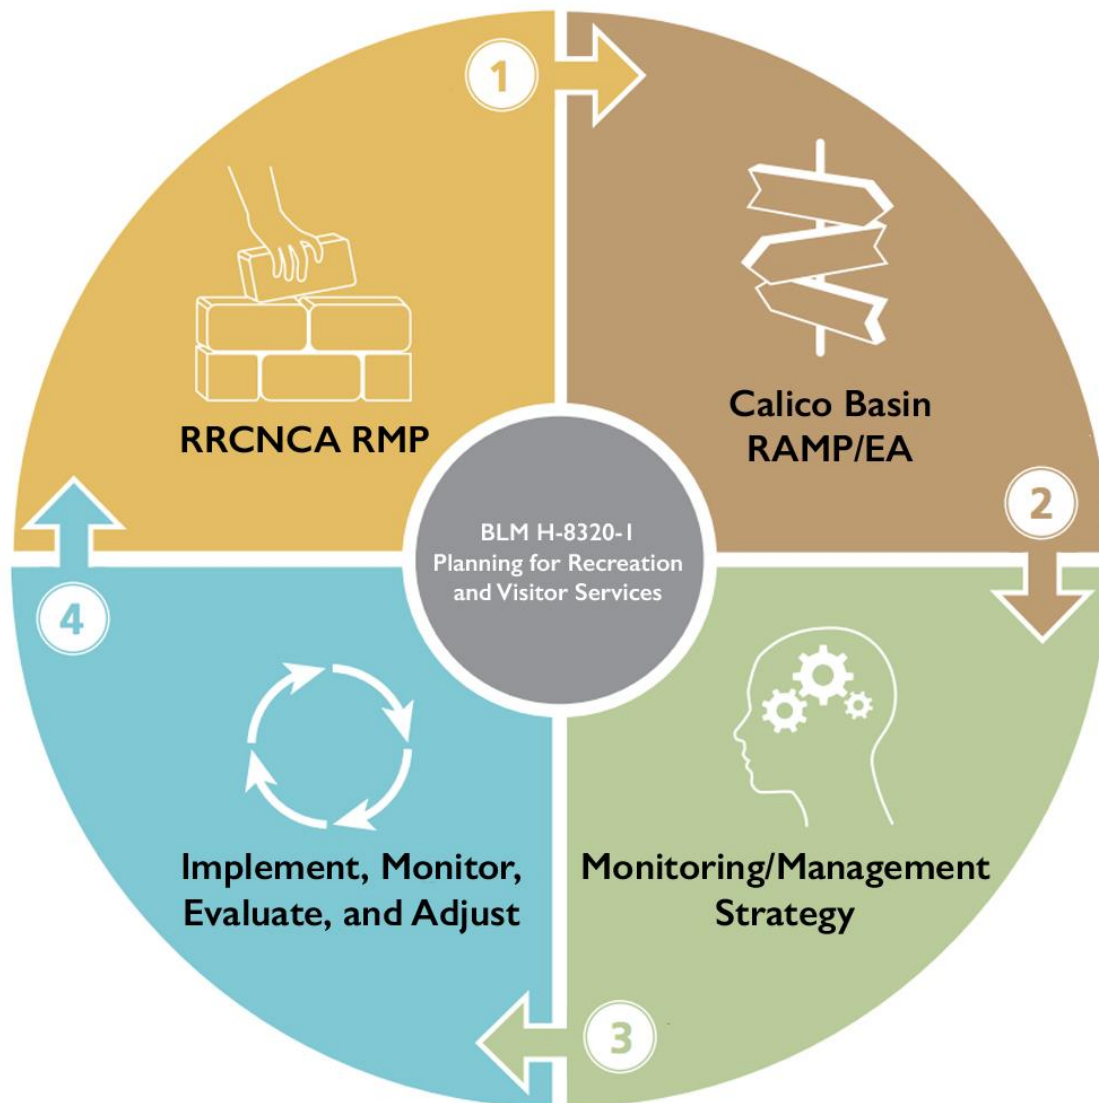 1
RRCNCA RMP
Calico Basin
RAMP/EA
2
BLM H-8320-1
Planning for Recreation
and Visitor Services
Monitoring/Management
Strategy
3
Implement, Monitor,
Evaluate, and Adjust
4